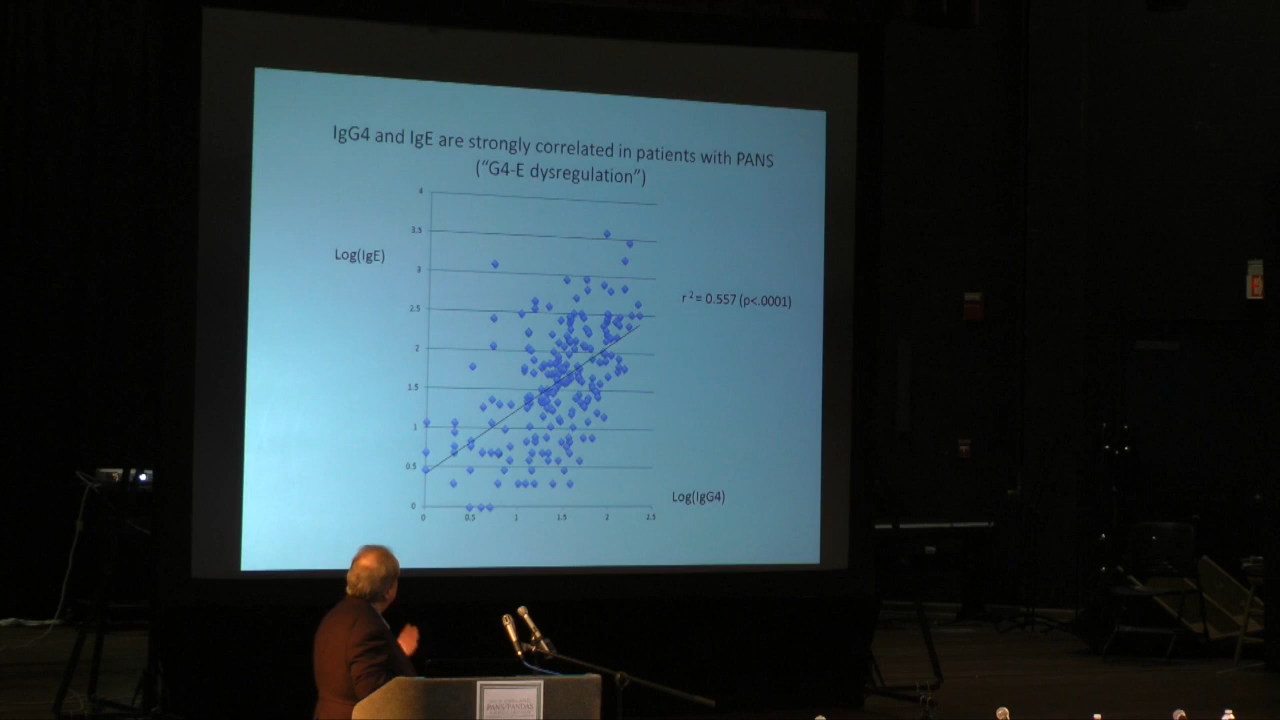 IgG4 and IgE are strongly correlated in patients with PANS
("G4-E dysregulation")
4
3.5
Log(IgE)
3
r2 = 0.557 (p<.0001)
2.5
2
1.5
1
0.5
Log(IgG4)
0
0 0.5 1 1.5 2 2.5
PANS/PANDAS